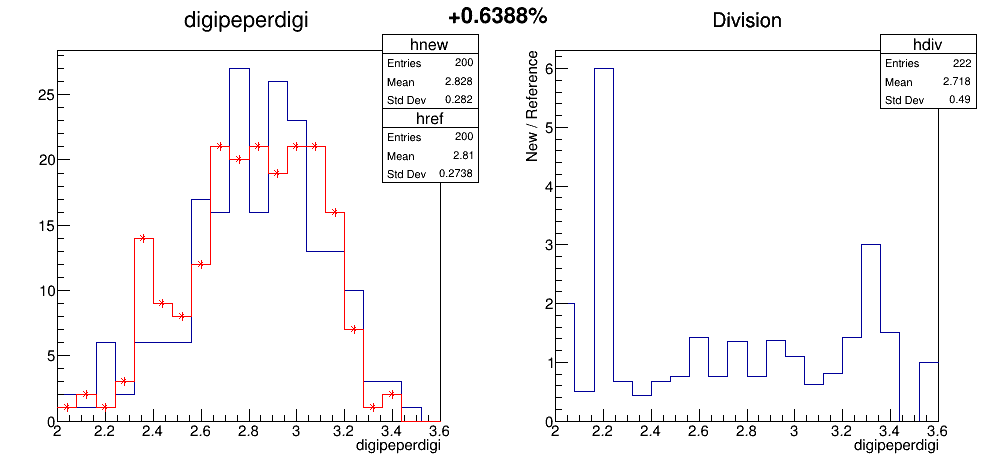 +0.6388%
digipeperdigi
hnew
Entries 200
Mean 2.828
Std Dev 0.282
href
Entries 200
Mean 2.81
Std Dev 0.2738
25
20
15
10
5
0
2 2.2 2.4 2.6 2.8 3 3.2 3.4 3.6
digipeperdigi
Division
hdiv
Entries 222
Mean 2.718
Std Dev 0.49
New / Reference
6
5
4
3
2
1
0
2 2.2 2.4 2.6 2.8 3 3.2 3.4 3.6
digipeperdigi